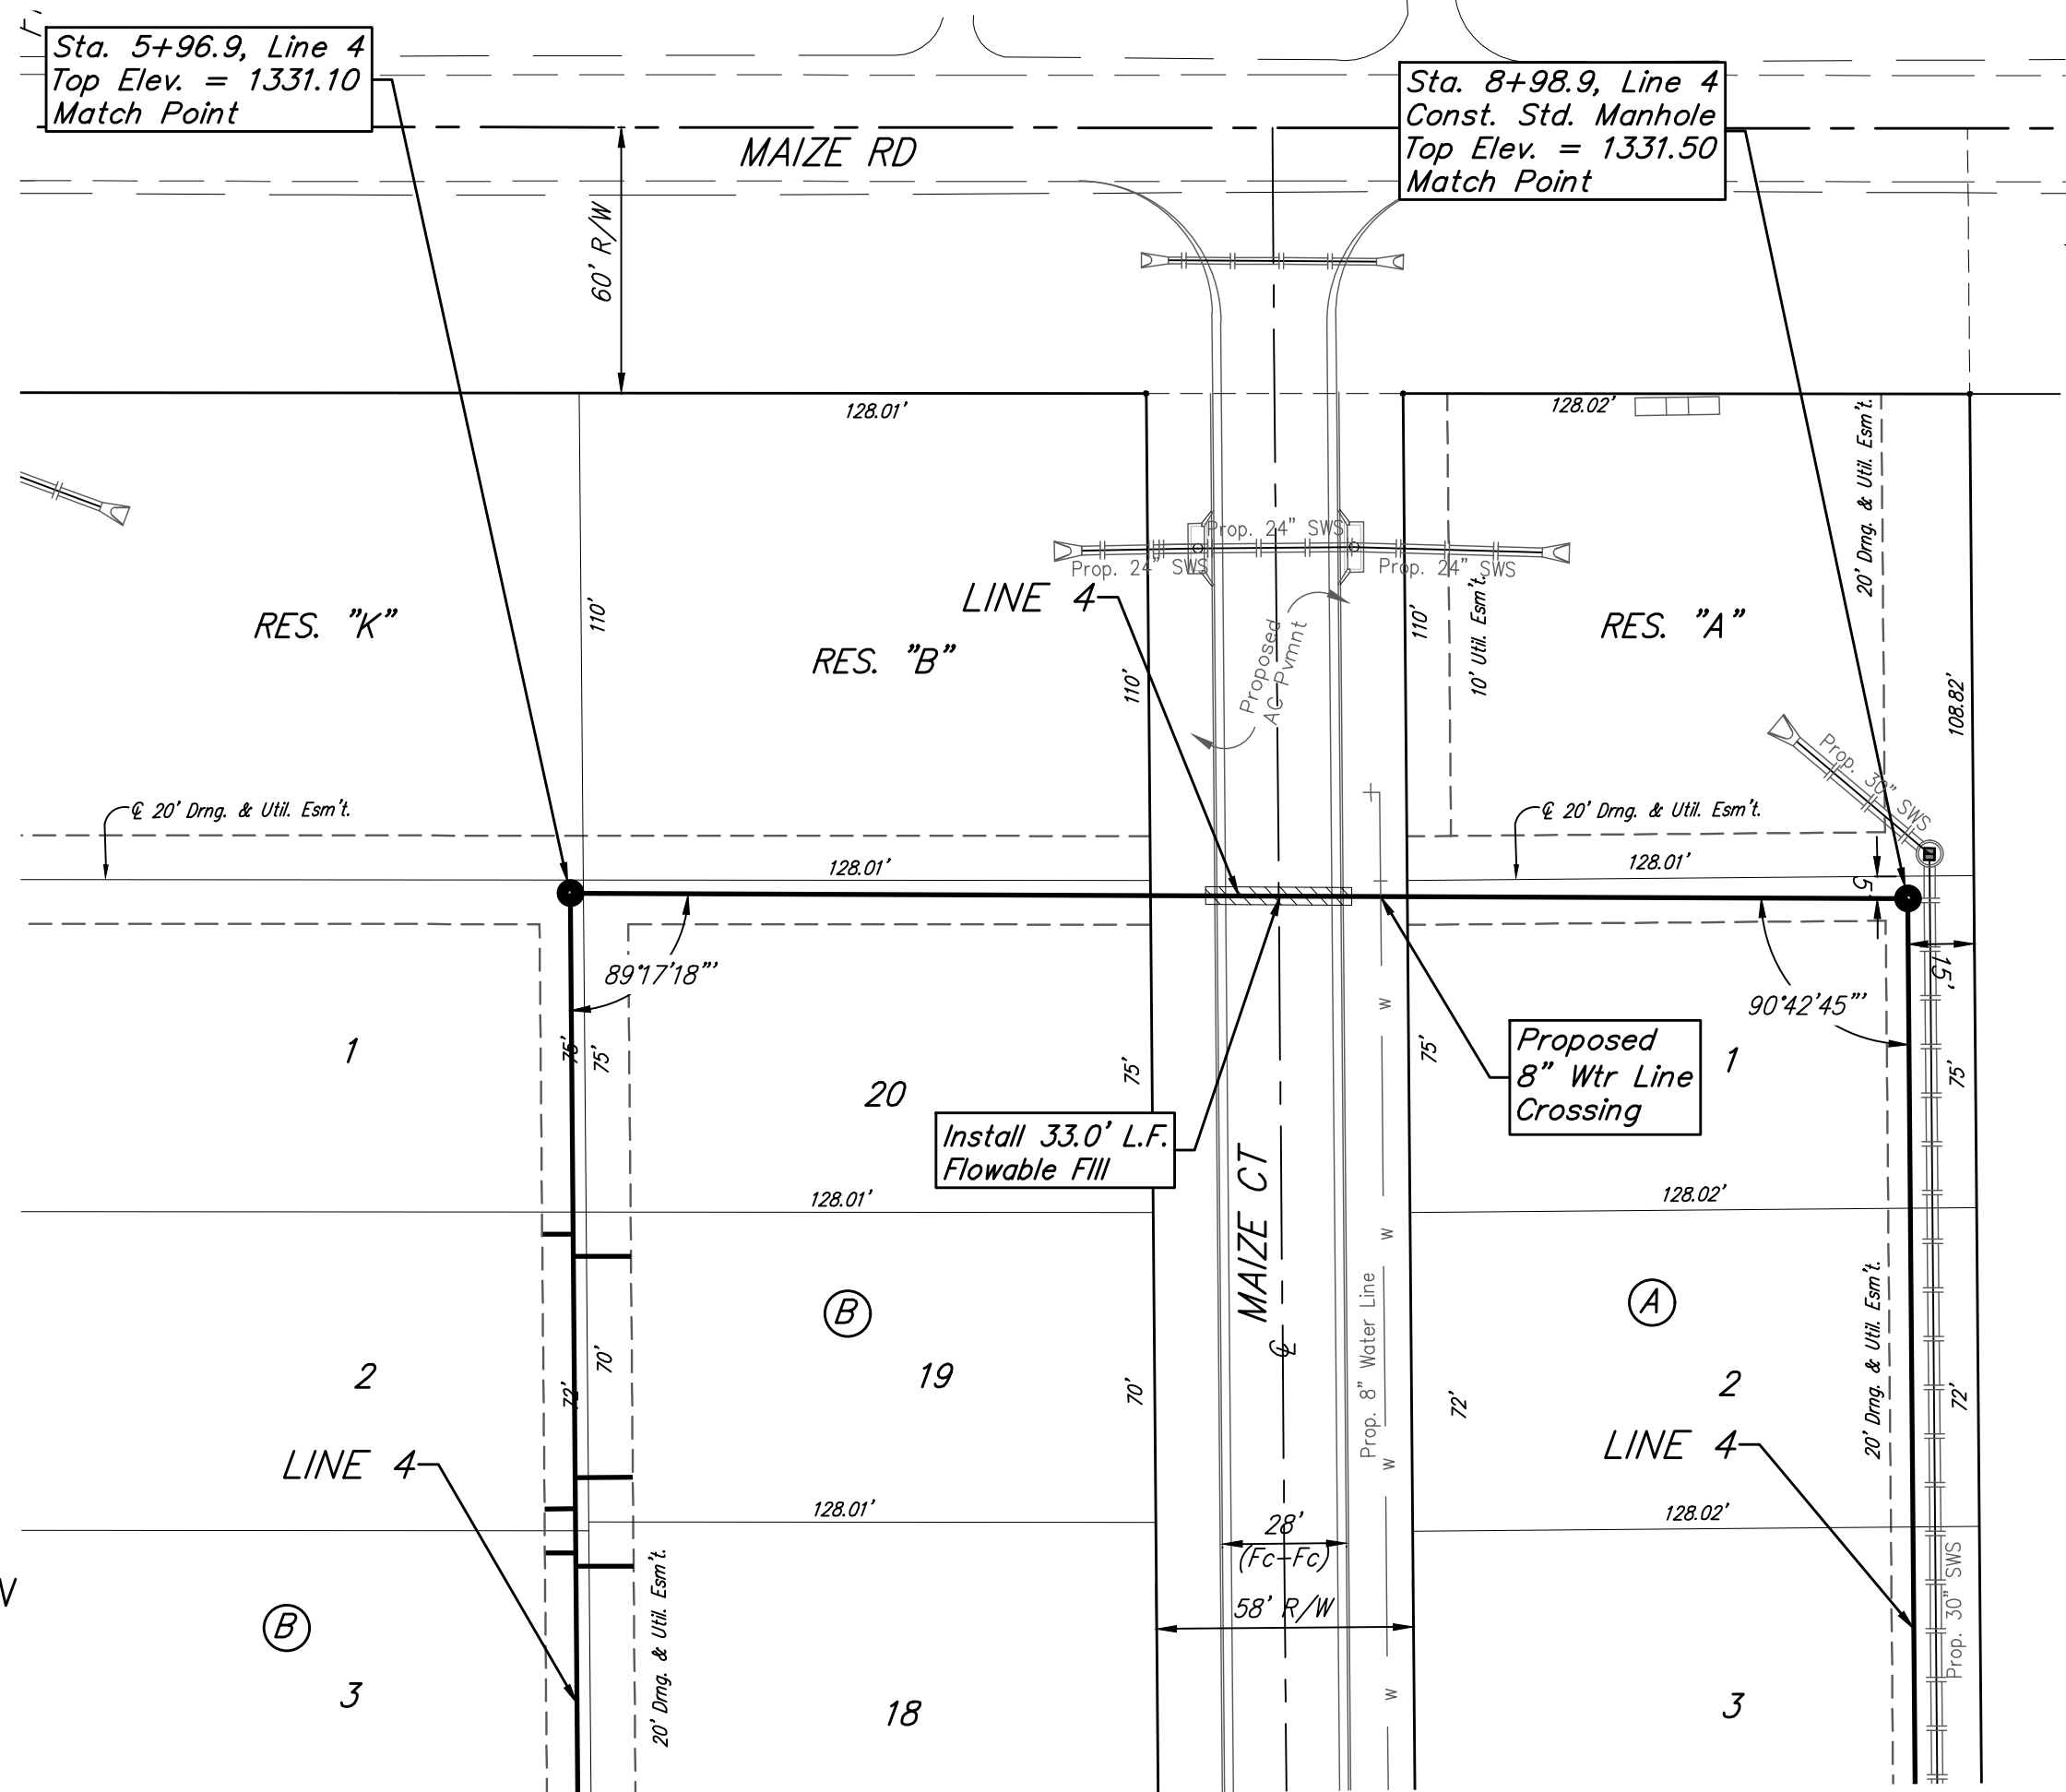 Sta. 5+96.9, Line 4
Top Elev. = 1331.10
Match Point
Sta. 8+98.9, Line 4
Const. Std. Manhole
Top Elev. = 1331.50
Match Point
MAIZE RD
60' R/W
128.01'
128.02'
20' Drng. & Util. Esm't.
Prop. 24" SWS
Prop. 24" SWS
Prop. 24" SWS
LINE 4
110'
110'
110'
10' Util. Esm't.
RES. "K"
RES. "B"
RES. "A"
Proposed
AC Pvmnt
108.82'
Prop. 30" SWS
℄ 20' Drng. & Util. Esm't.
℄ 20' Drng. & Util. Esm't.
128.01'
128.01'
5'
15'
89°17'18"'
90°42'45"'
1
75'
75'
20
75'
75'
Proposed
8" Wtr Line
Crossing
1
75'
Install 33.0' L.F.
Flowable FIll
W
MAIZE CT
℄
128.01'
128.02'
W
Prop. 8" Water Line
B
A
2
72'
70'
19
70'
72'
2
72'
20' Drng. & Util. Esm't.
LINE 4
LINE 4
W
128.01'
128.02'
28'
(Fc-Fc)
58' R/W
20' Drng. & Util. Esm't.
Prop. 30" SWS
B
3
18
W
3